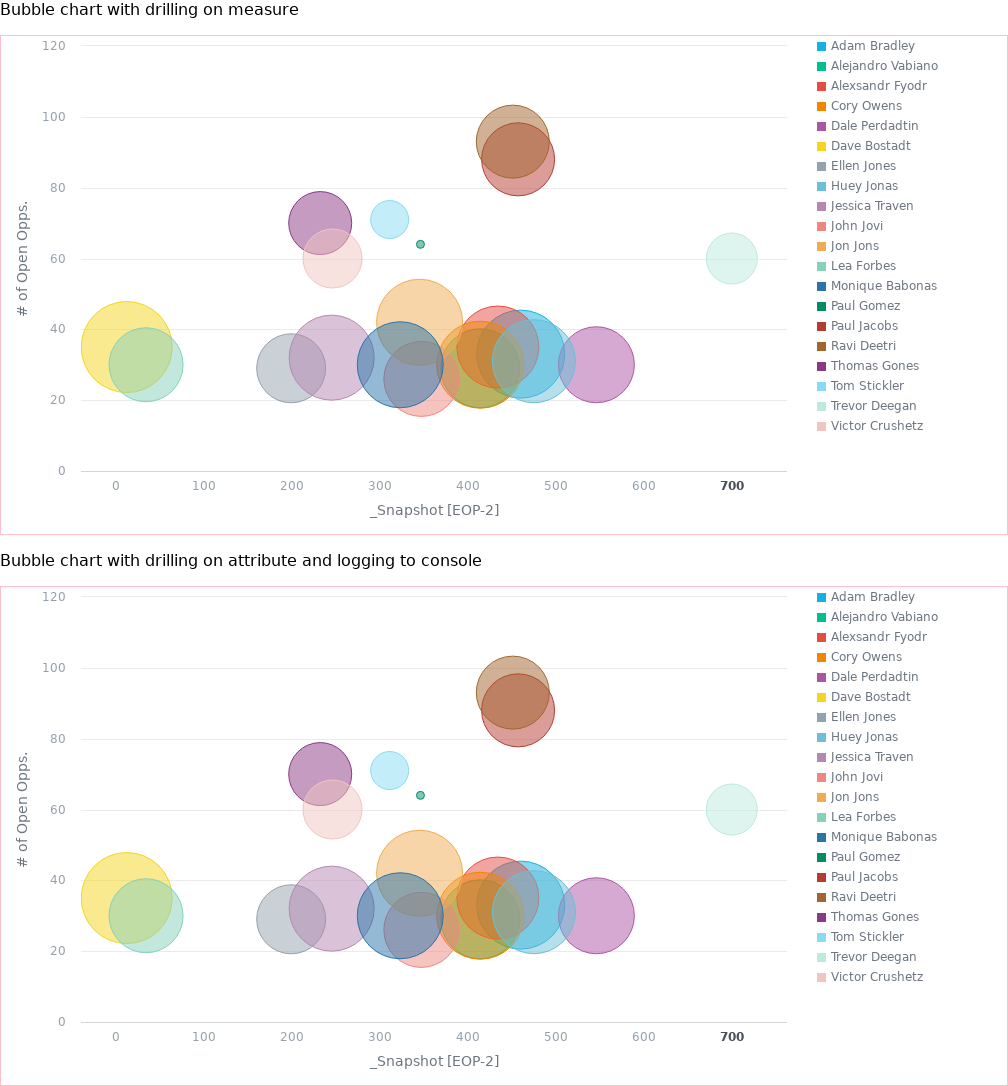 Bubble chart with drilling on measure
120
100
80
60
40
20
0
# of Open Opps.
0 100 200 300 400 500 600 700
_Snapshot [EOP-2]
Adam Bradley
Alejandro Vabiano
Alexsandr Fyodr
Cory Owens
Dale Perdadtin
Dave Bostadt
Ellen Jones
Huey Jonas
Jessica Traven
John Jovi
Jon Jons
Lea Forbes
Monique Babonas
Paul Gomez
Paul Jacobs
Ravi Deetri
Thomas Gones
Tom Stickler
Trevor Deegan
Victor Crushetz
Bubble chart with drilling on attribute and logging to console
120
100
80
60
40
20
0
# of Open Opps.
0 100 200 300 400 500 600 700
_Snapshot [EOP-2]
Adam Bradley
Alejandro Vabiano
Alexsandr Fyodr
Cory Owens
Dale Perdadtin
Dave Bostadt
Ellen Jones
Huey Jonas
Jessica Traven
John Jovi
Jon Jons
Lea Forbes
Monique Babonas
Paul Gomez
Paul Jacobs
Ravi Deetri
Thomas Gones
Tom Stickler
Trevor Deegan
Victor Crushetz